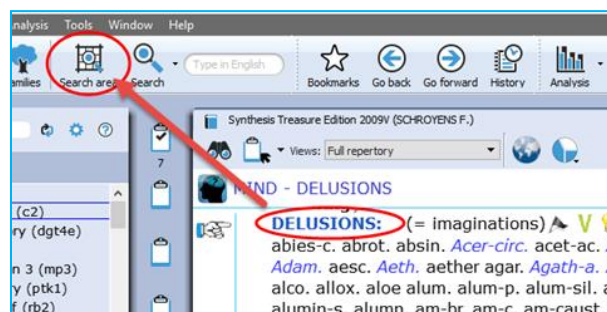 nalysis Tools Window Help
amilies Search area Search Type in English Bookmarks Go back Go forward History Analysis
Synthesis Treasure Edition 2009V (SCHROYENS F.)
7 Views: Full repertory
MIND - DELUSIONS
(c2)
DELUSIONS: (= imaginations)
ry (dgt4e)
abies-c. abrot. absin. Acer-circ. acet-ac.
n 3 (mp3)
Adam. aesc. Aeth. aether agar. Agath-a.
y (ptk1)
alco. allox. aloe alum. alum-p. alum-sil. a
f (rb2)
alumin-s. alumn. am-br. am-c. am-caust.